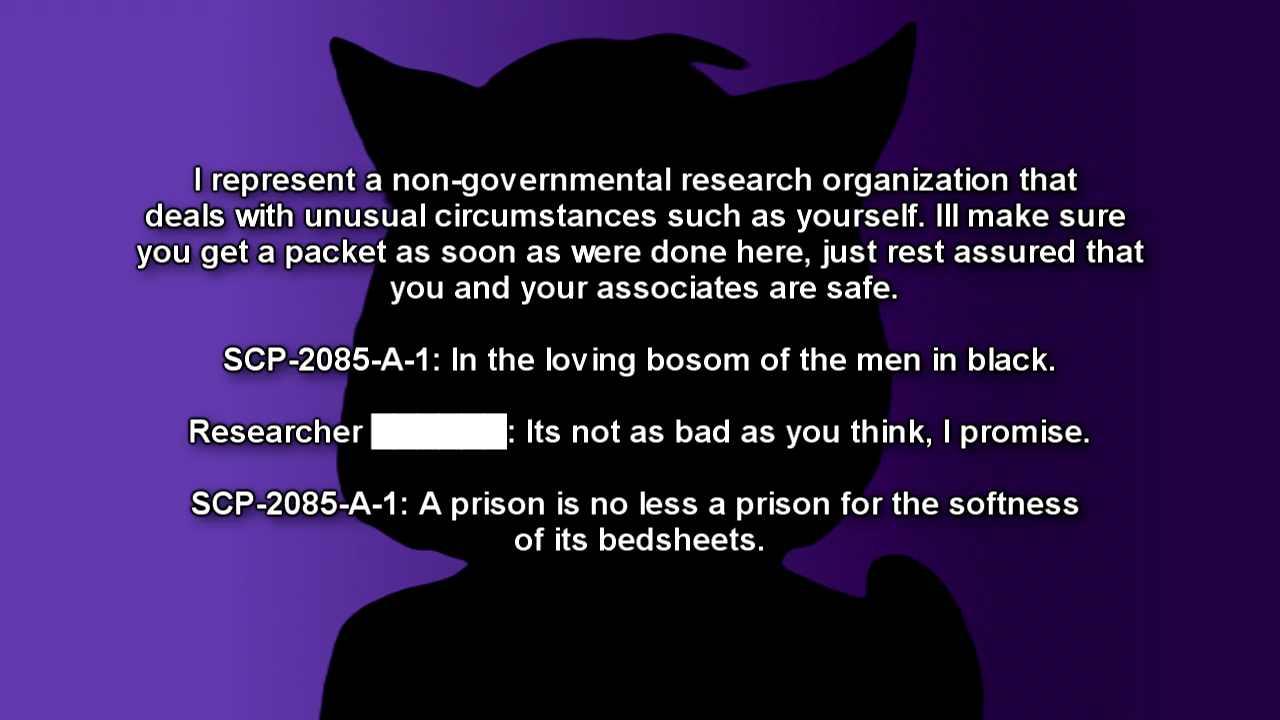 I represent a non-governmental research organization that
deals with unusual circumstances such as yourself. Ill make sure
you get a packet as soon as were done here, just rest assured that
you and your associates are safe.
SCP-2085-A-1: In the loving bosom of the men in black.
Researcher ██████: Its not as bad as you think, I promise.
SCP-2085-A-1: A prison is no less a prison for the softness
of its bedsheets.